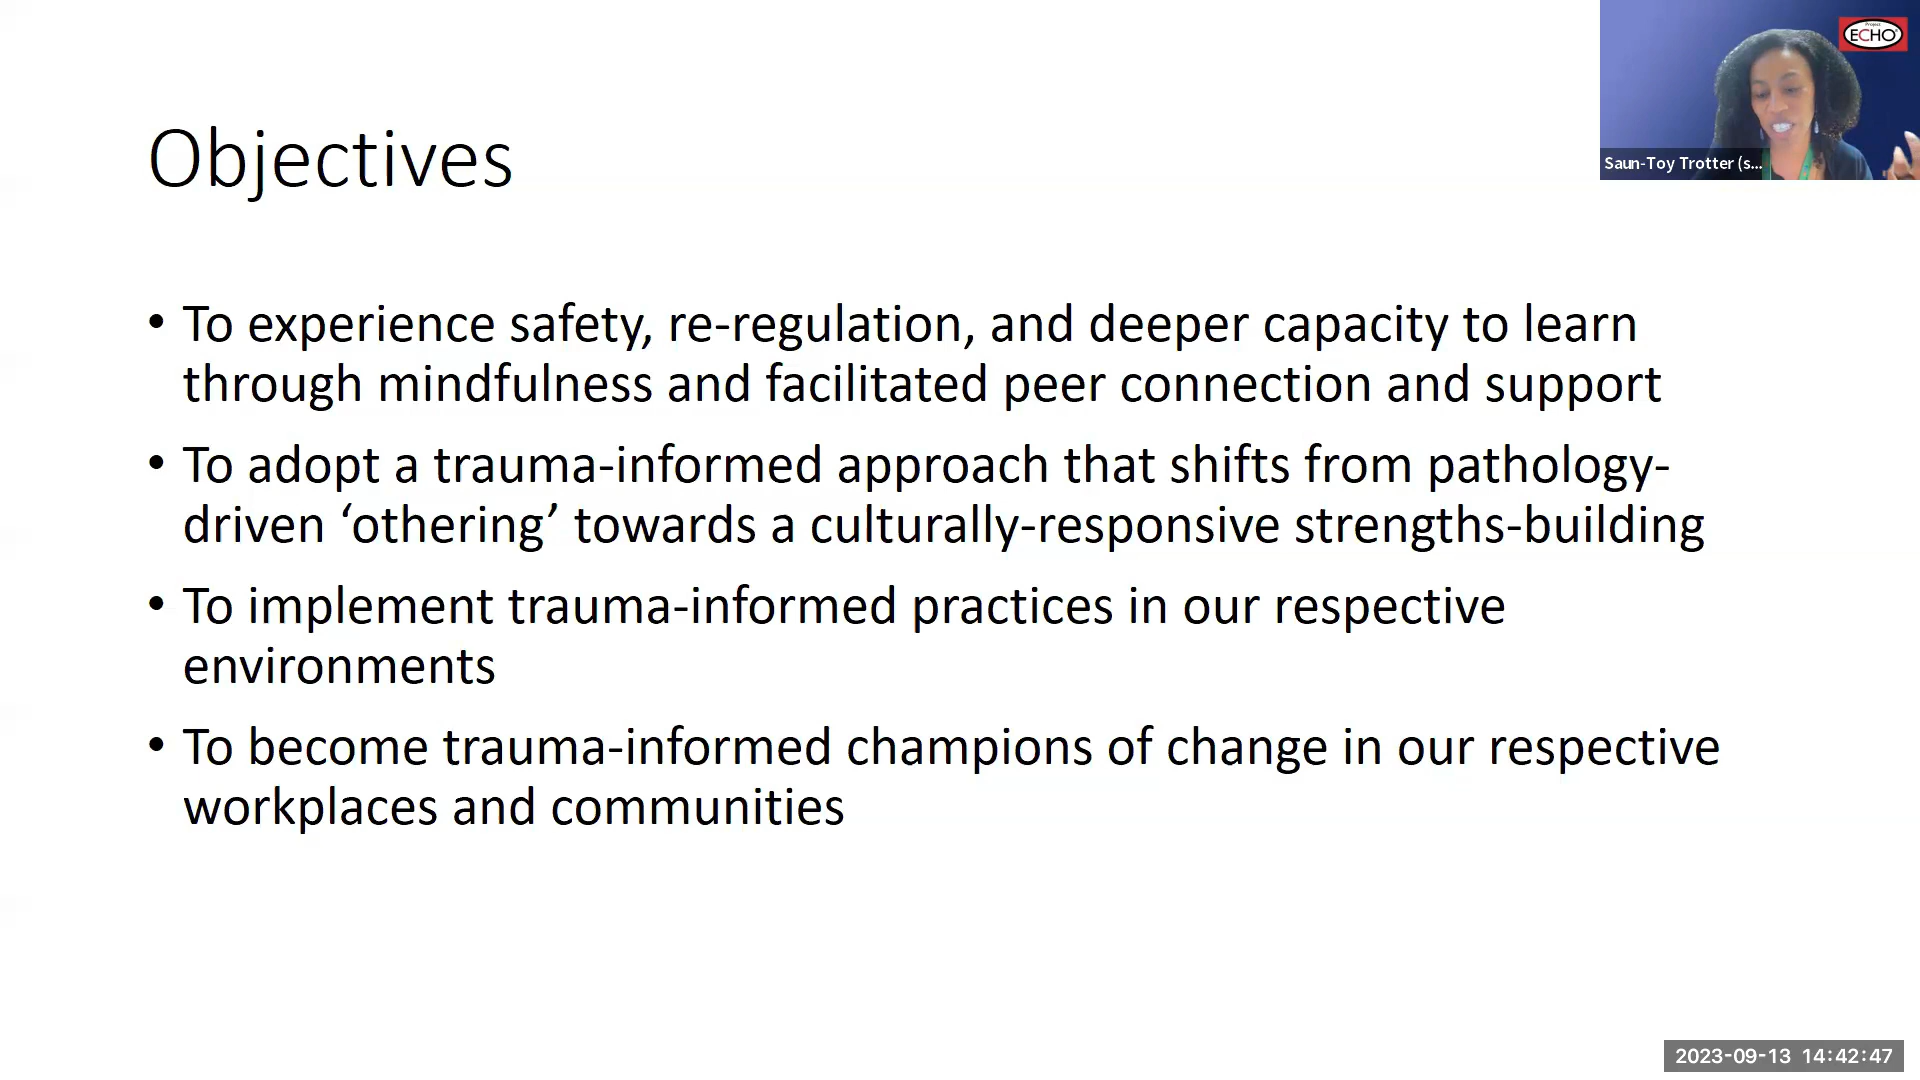 Project
ECHO
Saun-Toy Trotter (s...
Objectives
• To experience safety, re-regulation, and deeper capacity to learn
through mindfulness and facilitated peer connection and support
• To adopt a trauma-informed approach that shifts from pathology-
driven ‘othering’ towards a culturally-responsive strengths-building
• To implement trauma-informed practices in our respective
environments
• To become trauma-informed champions of change in our respective
workplaces and communities
2023-09-13 14:42:47